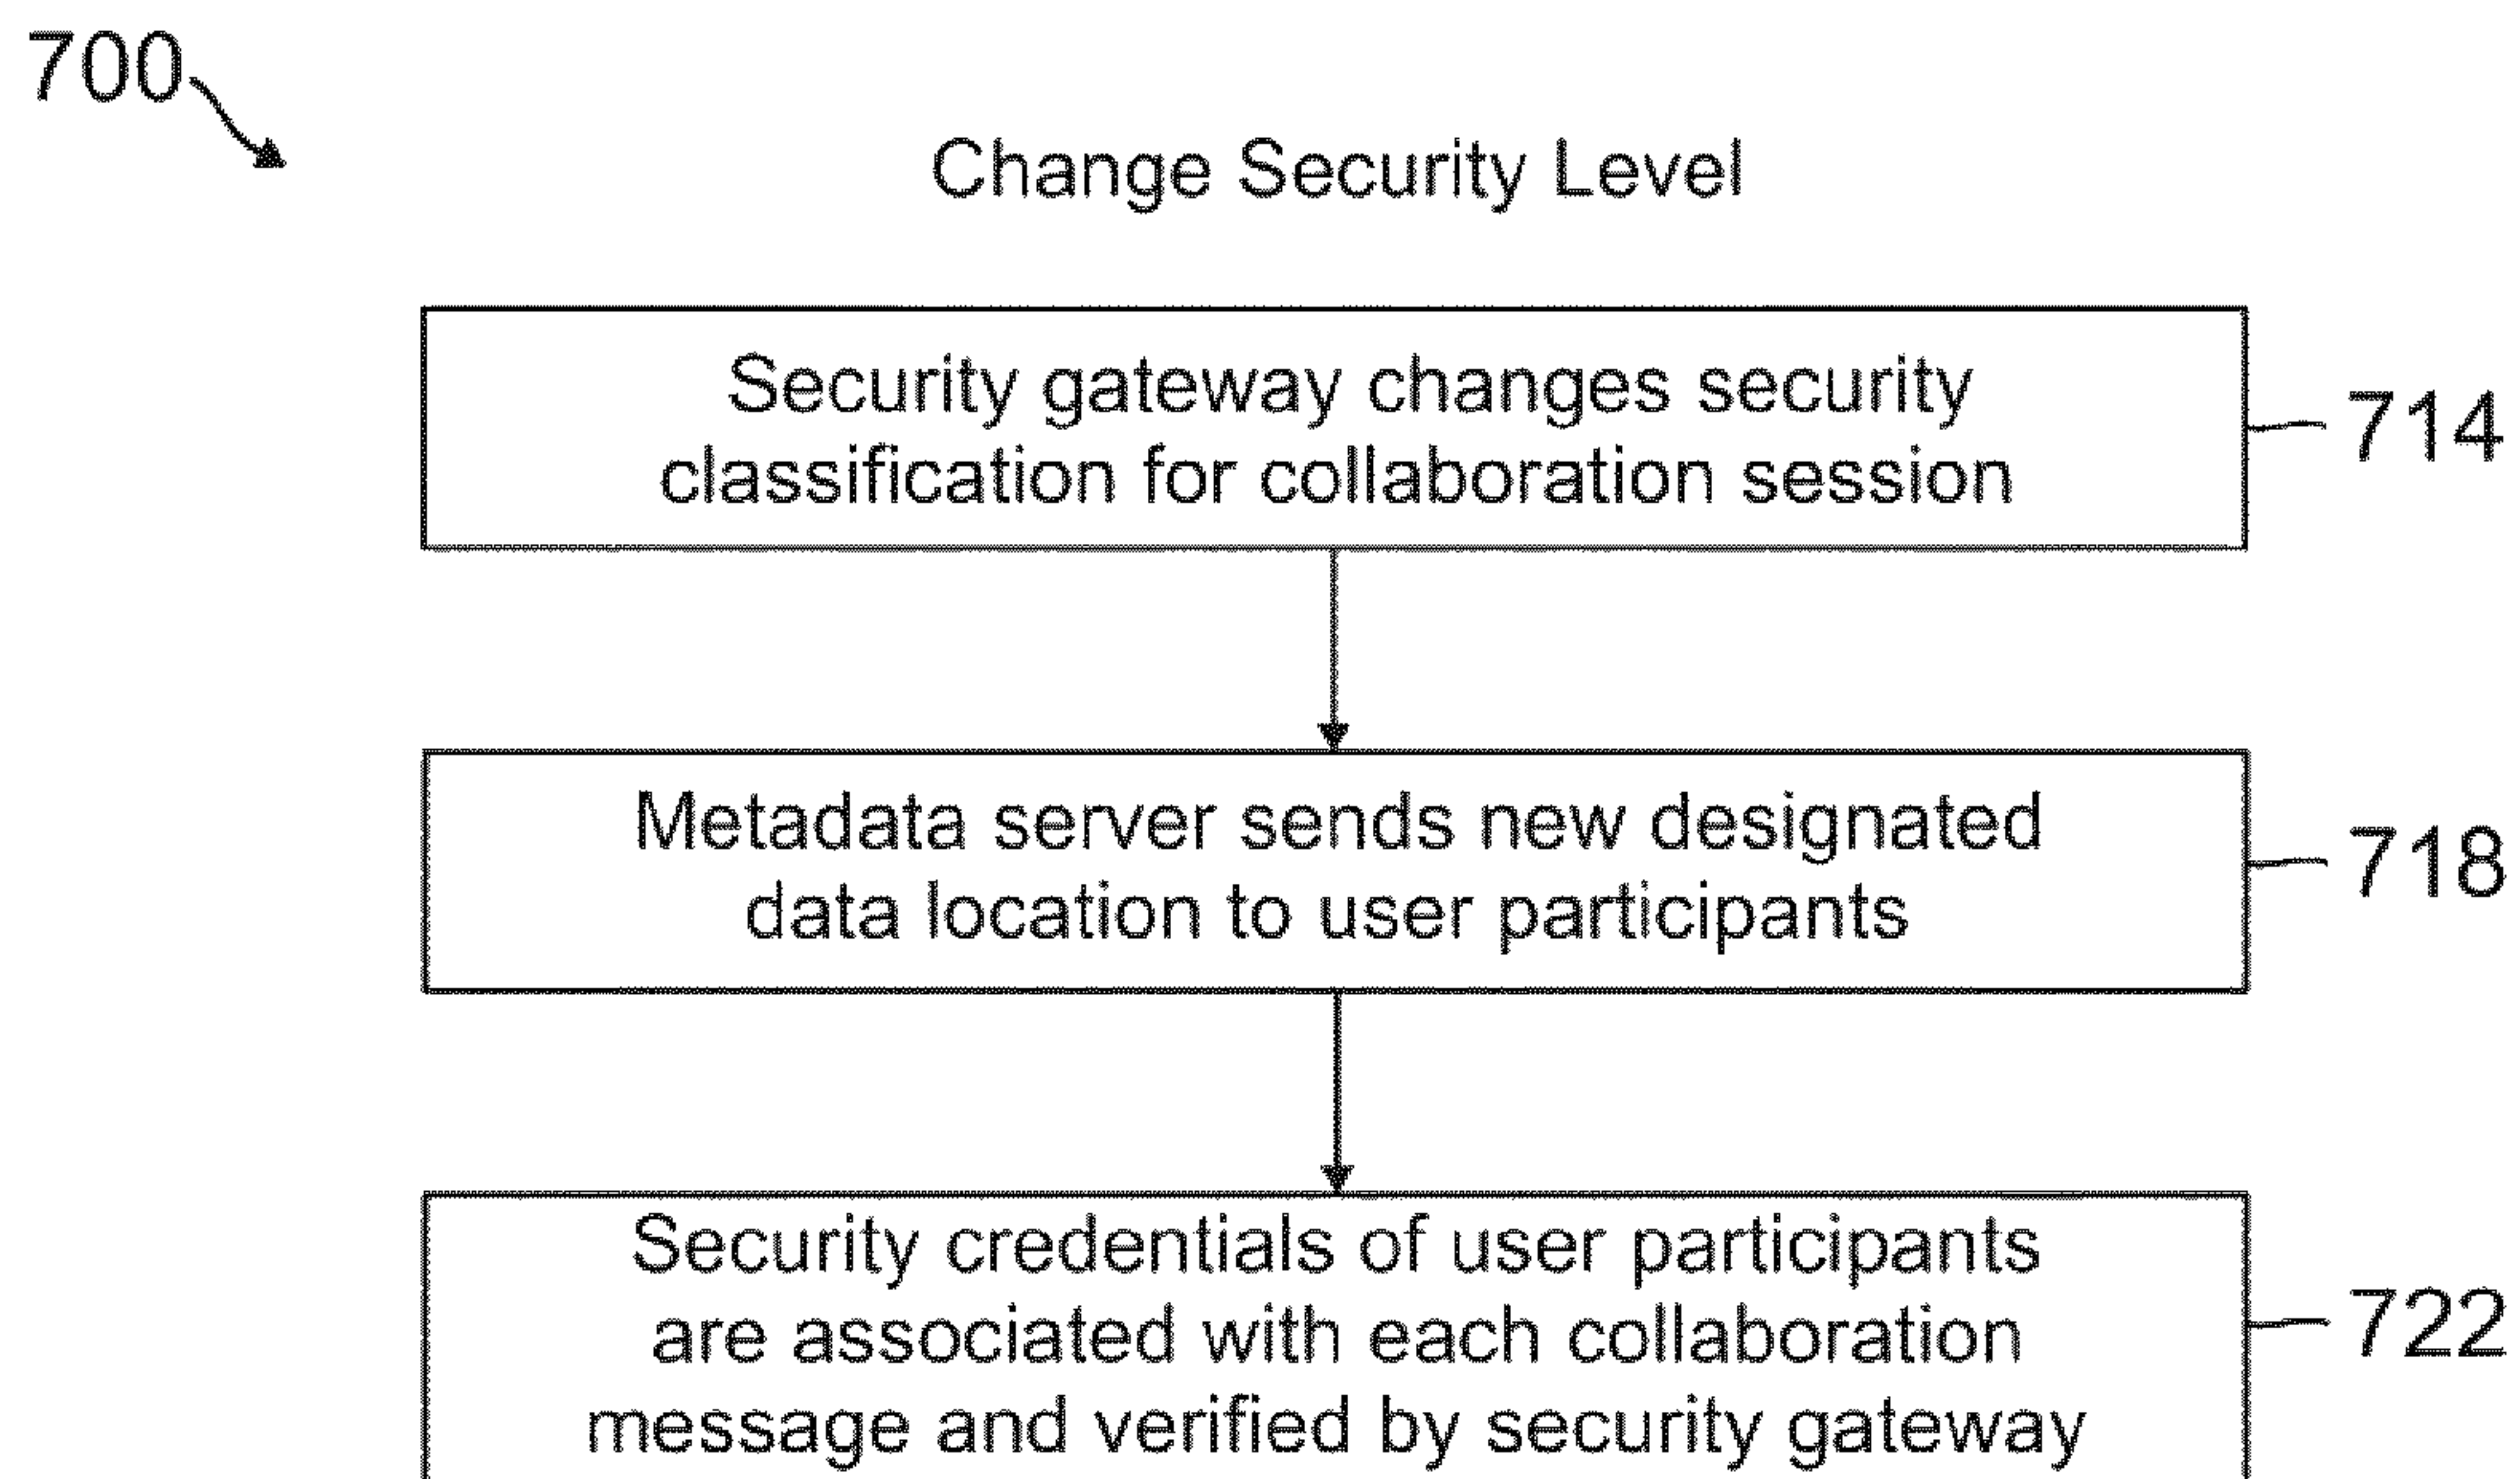 700
Change Security Level
Security gateway changes security
classification for collaboration session
714
Metadata server sends new designated
data location to user participants
718
Security credentials of user participants
are associated with each collaboration
message and verified by security gateway
722